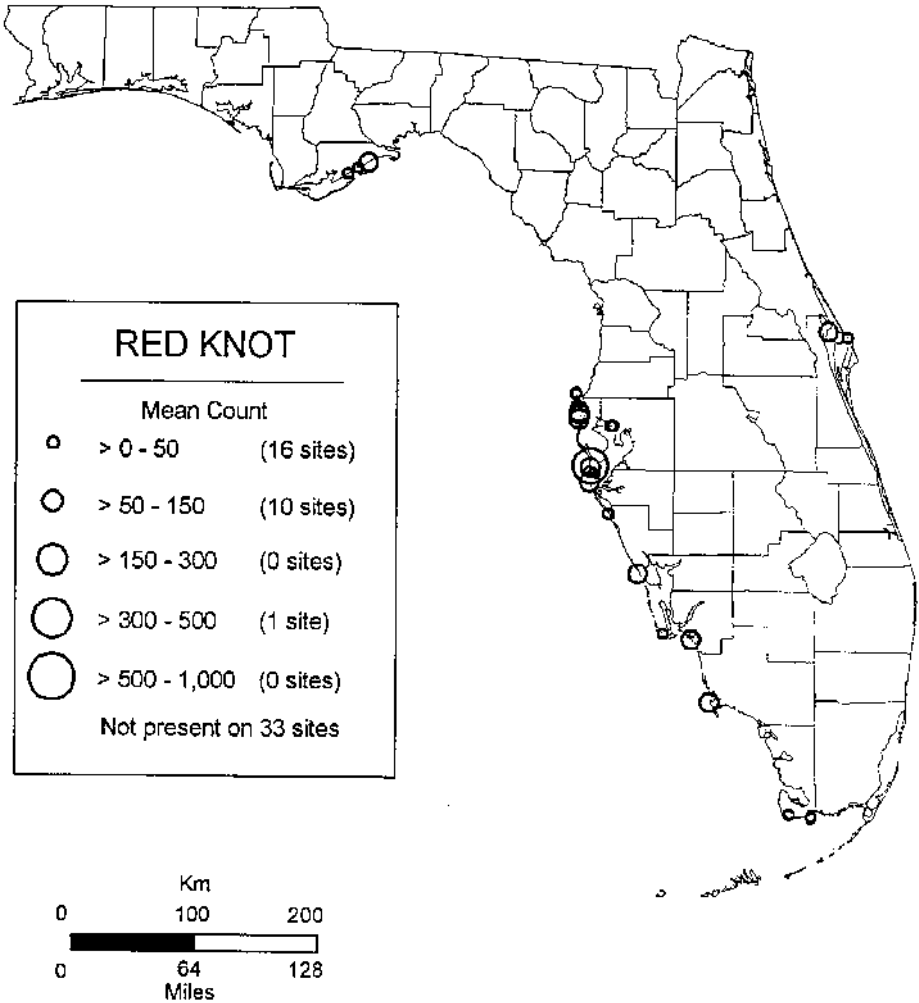 RED KNOT
Mean Count
> 0 - 50 (16 sites)
> 50 - 150 (10 sites)
> 150 - 300 (0 sites)
> 300 - 500 (1 site)
> 500 - 1,000 (0 sites)
Not present on 33 sites
Km
0 100 200
0 64 128
Miles